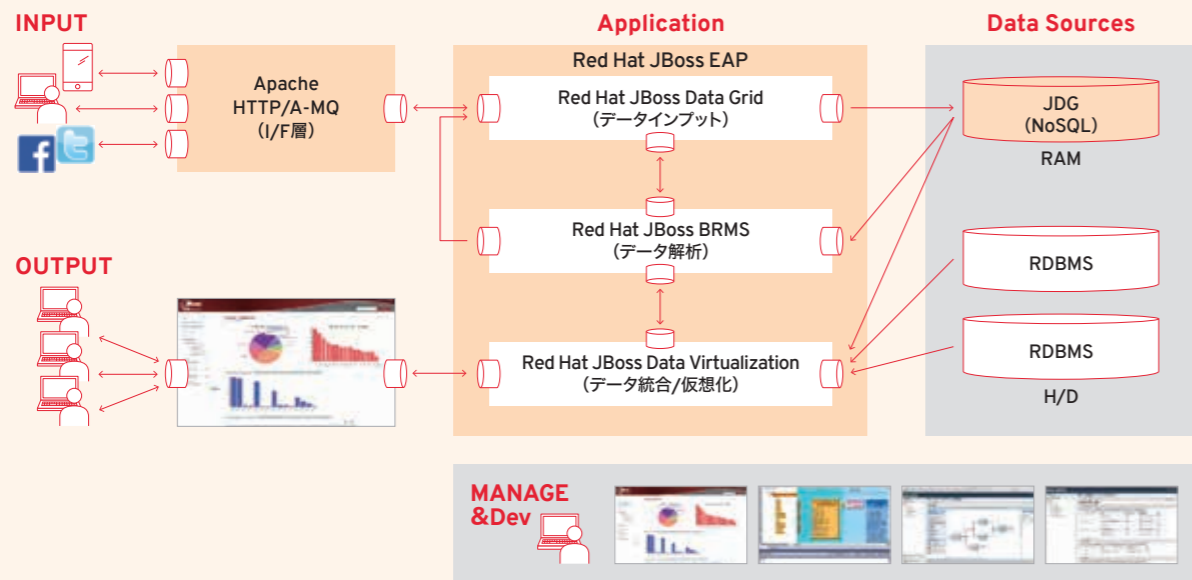 INPUT
Application
Data Sources
Apache
HTTP/A-MQ
（I/F層）
Red Hat JBoss EAP
Red Hat JBoss Data Grid
（データインプット）
JDG
(NoSQL)
RAM
Red Hat JBoss BRMS
（データ解析）
RDBMS
OUTPUT
Red Hat JBoss Data Virtualization
（データ統合/仮想化）
RDBMS
H/D
MANAGE
&Dev